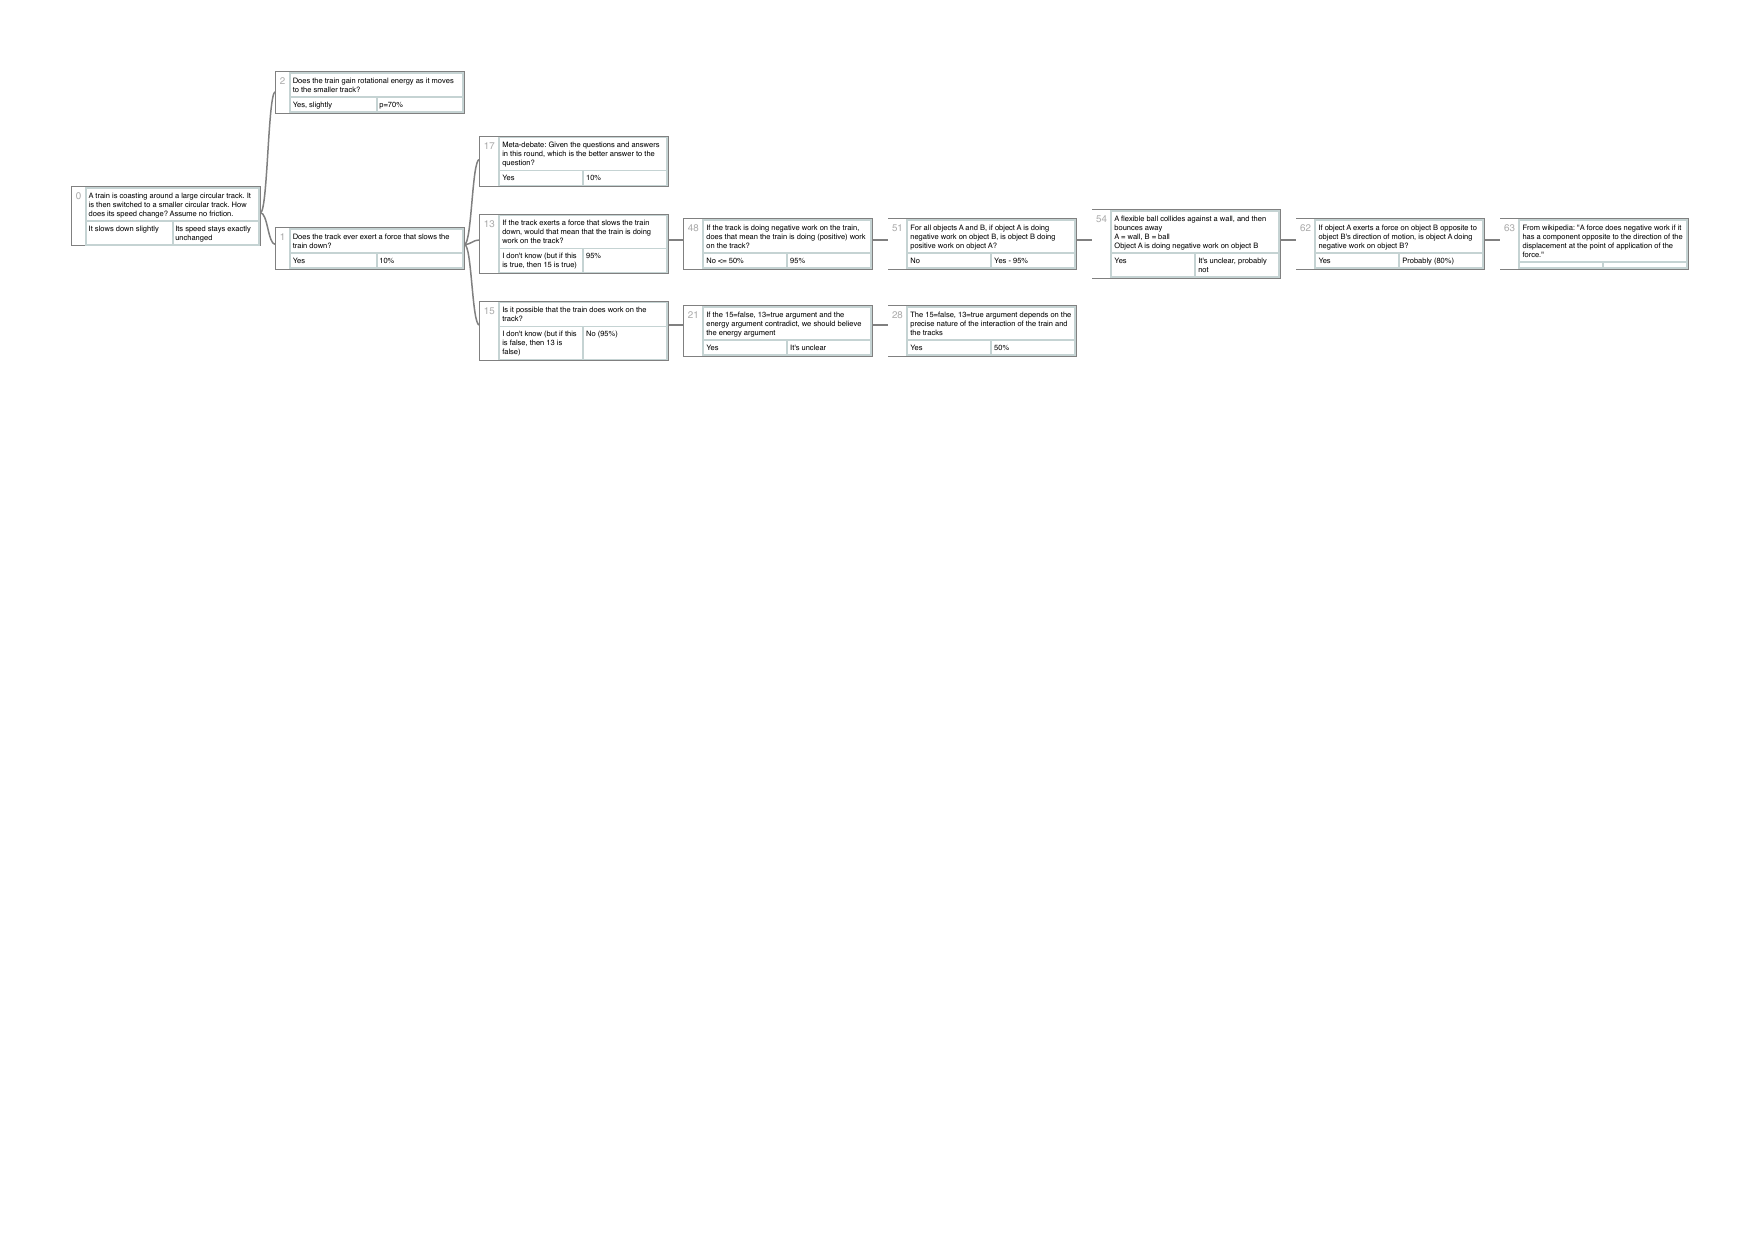 2
Does the train gain rotational energy as it moves
to the smaller track?
Yes, slightly
p=70%
17
Meta-debate: Given the questions and answers
in this round, which is the better answer to the
question?
Yes
10%
0
A train is coasting around a large circular track. It
is then switched to a smaller circular track. How
does its speed change? Assume no friction.
It slows down slightly
Its speed stays exactly
unchanged
1
Does the track ever exert a force that slows the
train down?
Yes
10%
13
If the track exerts a force that slows the train
down, would that mean that the train is doing
work on the track?
I don't know (but if this
is true, then 15 is true)
95%
48
If the track is doing negative work on the train,
does that mean the train is doing (positive) work
on the track?
No <= 50%
95%
51
For all objects A and B, if object A is doing
negative work on object B, is object B doing
positive work on object A?
No
Yes - 95%
54
A flexible ball collides against a wall, and then
bounces away
A = wall, B = ball
Object A is doing negative work on object B
Yes
It's unclear, probably
not
62
If object A exerts a force on object B opposite to
object B's direction of motion, is object A doing
negative work on object B?
Yes
Probably (80%)
63
From wikipedia: "A force does negative work if it
has a component opposite to the direction of the
displacement at the point of application of the
force."
15
Is it possible that the train does work on the
track?
I don't know (but if this
is false, then 13 is
false)
No (95%)
21
If the 15=false, 13=true argument and the
energy argument contradict, we should believe
the energy argument
Yes
It's unclear
28
The 15=false, 13=true argument depends on the
precise nature of the interaction of the train and
the tracks
Yes
50%